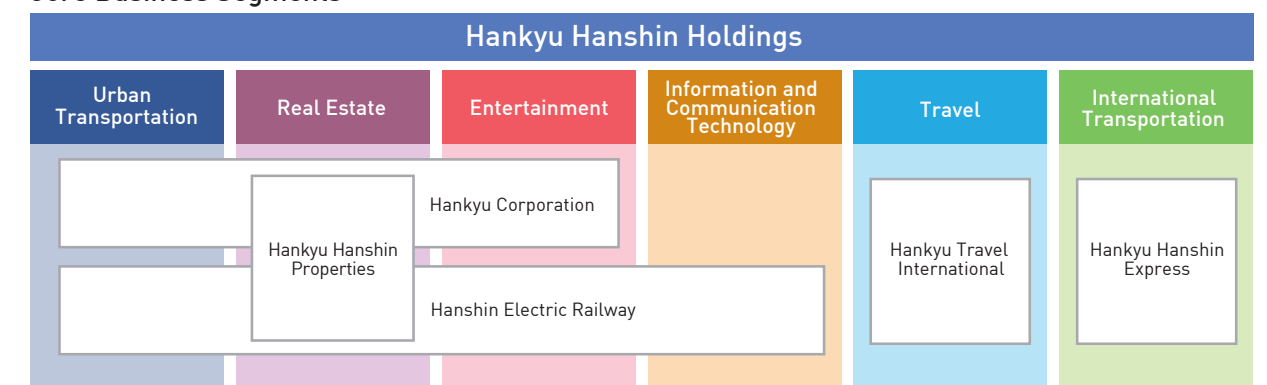 Hankyu Hanshin Holdings
Urban
Transportation
Real Estate
Entertainment
Information and
Communication
Technology
Travel
International
Transportation
Hankyu Corporation
Hankyu Hanshin
Properties
Hanshin Electric Railway
Hankyu Travel
International
Hankyu Hanshin
Express